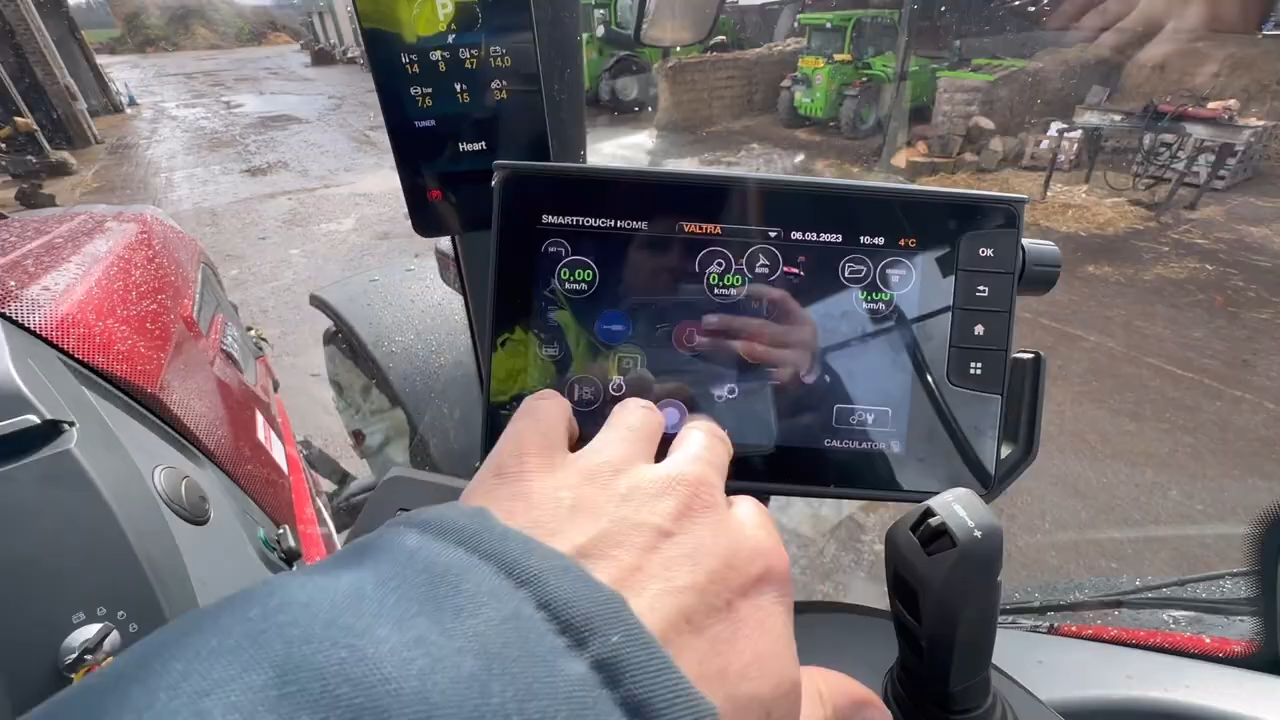 P
14 8 47 14,0
bar h h
7,6 15 34
TUNER
Heart
(P)
SMARTTOUCH HOME VALTRA 06.03.2023 10:49 4°C
AUTO
0,00 km/h
0,00 km/h
0,00 km/h
CALCULATOR
OK